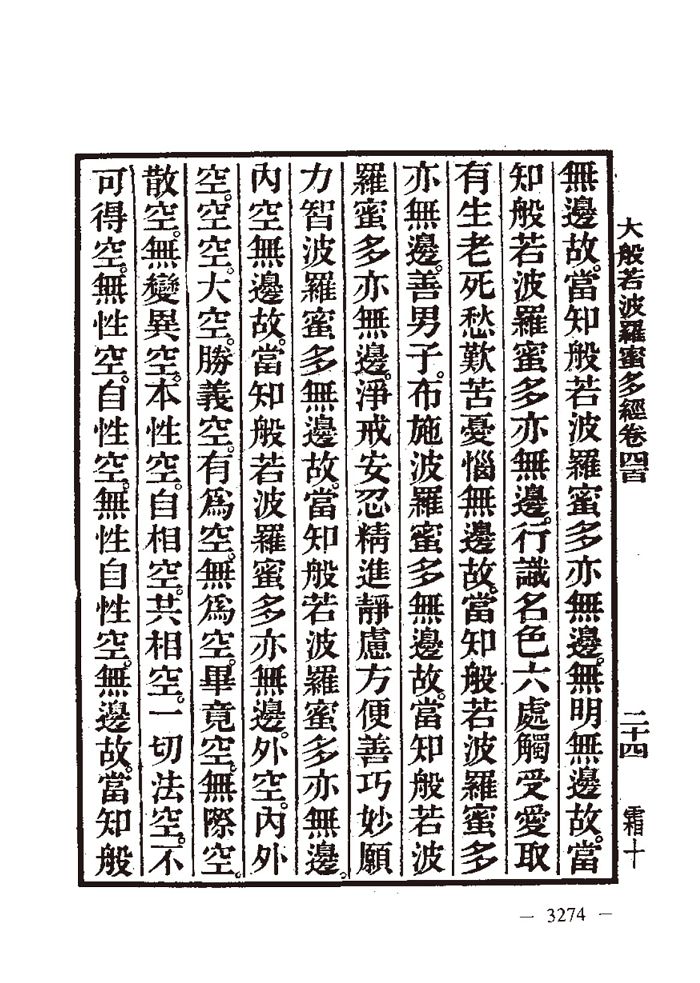 大般若波羅蜜多經卷四百
二十四
霜十
無邊故。當知般若波羅蜜多亦無邊。無明無邊故。當
知般若波羅蜜多亦無邊。行識名色六處觸受愛取
有生老死愁歎苦憂惱無邊故。當知般若波羅蜜多
亦無邊。善男子。布施波羅蜜多無邊故。當知般若波
羅蜜多亦無邊。淨戒安忍精進靜慮方便善巧妙願
力智波羅蜜多無邊故。當知般若波羅蜜多亦無邊。
內空無邊故。當知般若波羅蜜多亦無邊。外空。內外
空。空空。大空。勝義空。有為空。無為空。畢竟空。無際空。
散空。無變異空。本性空。自相空。共相空。一切法空。不
可得空。無性空。自性空。無性自性空。無邊故。當知般
— 3274 —